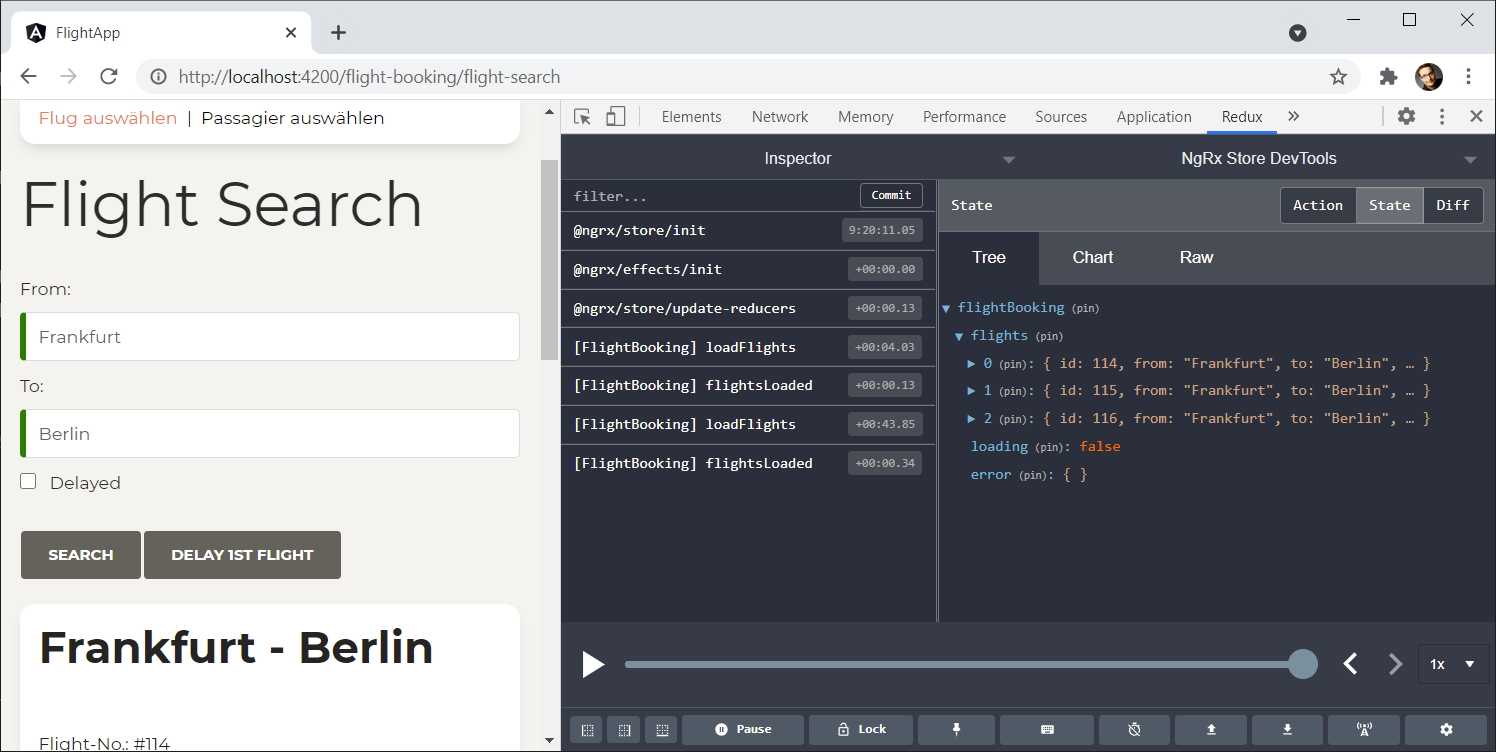 FlightApp
http://localhost:4200/flight-booking/flight-search
Flug auswählen | Passagier auswählen
Flight Search
From:
Frankfurt
To:
Berlin
Delayed
SEARCH DELAY 1ST FLIGHT
Frankfurt - Berlin
Flight-No.: #114
Elements Network Memory Performance Sources Application Redux »
Inspector NgRx Store DevTools
filter... Commit
@ngrx/store/init 9:20:11.05
@ngrx/effects/init +00:00.00
@ngrx/store/update-reducers +00:00.13
[FlightBooking] loadFlights +00:04.03
[FlightBooking] flightsLoaded +00:00.13
[FlightBooking] loadFlights +00:43.85
[FlightBooking] flightsLoaded +00:00.34
State Action State Diff
Tree Chart Raw
flightBooking (pin)
flights (pin)
0 (pin): { id: 114, from: "Frankfurt", to: "Berlin", … }
1 (pin): { id: 115, from: "Frankfurt", to: "Berlin", … }
2 (pin): { id: 116, from: "Frankfurt", to: "Berlin", … }
loading (pin): false
error (pin): { }
1x
Pause Lock